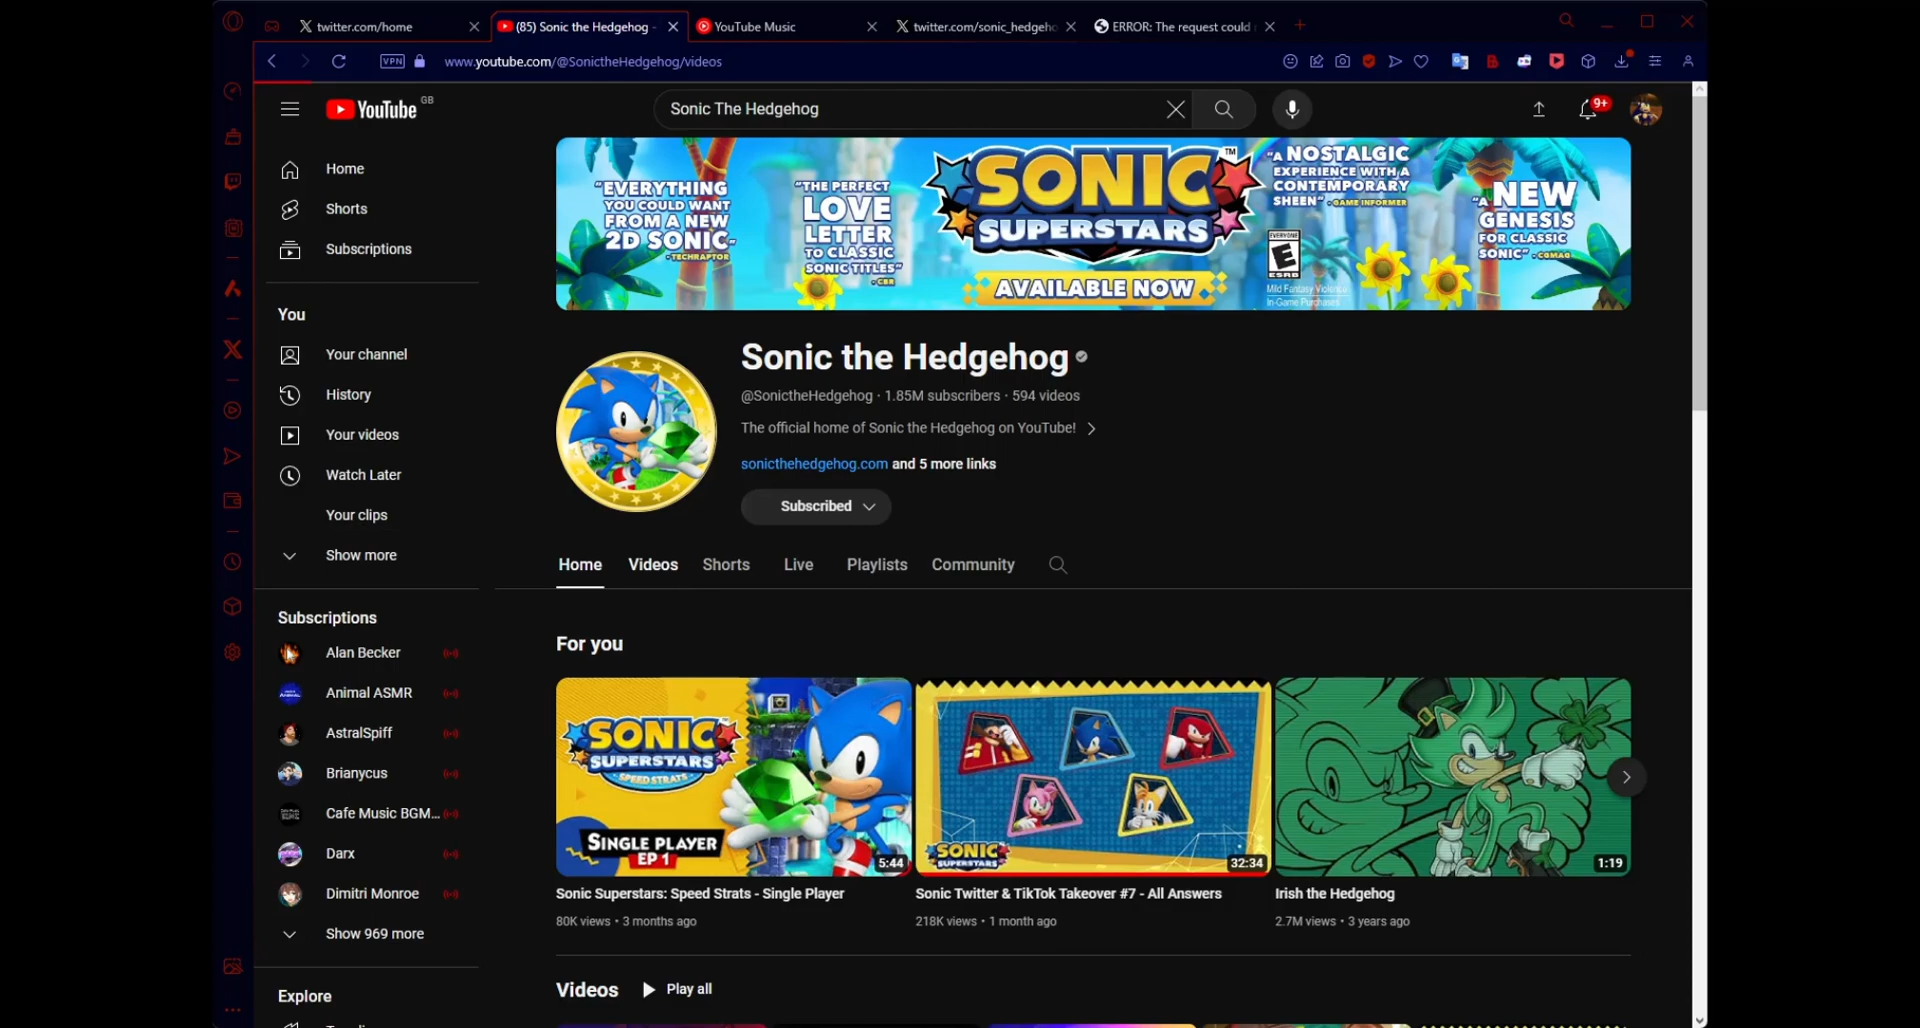 twitter.com/home
(85) Sonic the Hedgehog -
YouTube Music
twitter.com/sonic_hedgeho
ERROR: The request could
VPN
www.youtube.com/@SonictheHedgehog/videos
YouTube GB
Sonic The Hedgehog
9+
Home
Shorts
Subscriptions
You
Your channel
History
Your videos
Watch Later
Your clips
Show more
Subscriptions
Alan Becker
Animal ASMR
AstralSpiff
Brianycus
Cafe Music BGM...
Darx
Dimitri Monroe
Show 969 more
Explore
"EVERYTHING
YOU COULD WANT
FROM A NEW
2D SONIC"
- TECHRAPTOR
"THE PERFECT
LOVE
LETTER
TO CLASSIC
SONIC TITLES"
- CBR
SONIC
SUPERSTARS
TM
AVAILABLE NOW
"A NOSTALGIC
EXPERIENCE WITH A
CONTEMPORARY
SHEEN" - GAME INFORMER
EVERYONE
E
ESRB
Mild Fantasy Violence
In-Game Purchases
"A NEW
GENESIS
FOR CLASSIC
SONIC" - CGMAG
Sonic the Hedgehog
@SonictheHedgehog · 1.85M subscribers · 594 videos
The official home of Sonic the Hedgehog on YouTube!
sonicthehedgehog.com and 5 more links
Subscribed
Home
Videos
Shorts
Live
Playlists
Community
For you
SONIC
SUPERSTARS
SPEED STRATS
SINGLE PLAYER
EP 1
5:44
Sonic Superstars: Speed Strats - Single Player
80K views • 3 months ago
SONIC
SUPERSTARS
32:34
Sonic Twitter & TikTok Takeover #7 - All Answers
218K views • 1 month ago
1:19
Irish the Hedgehog
2.7M views • 3 years ago
Videos
Play all